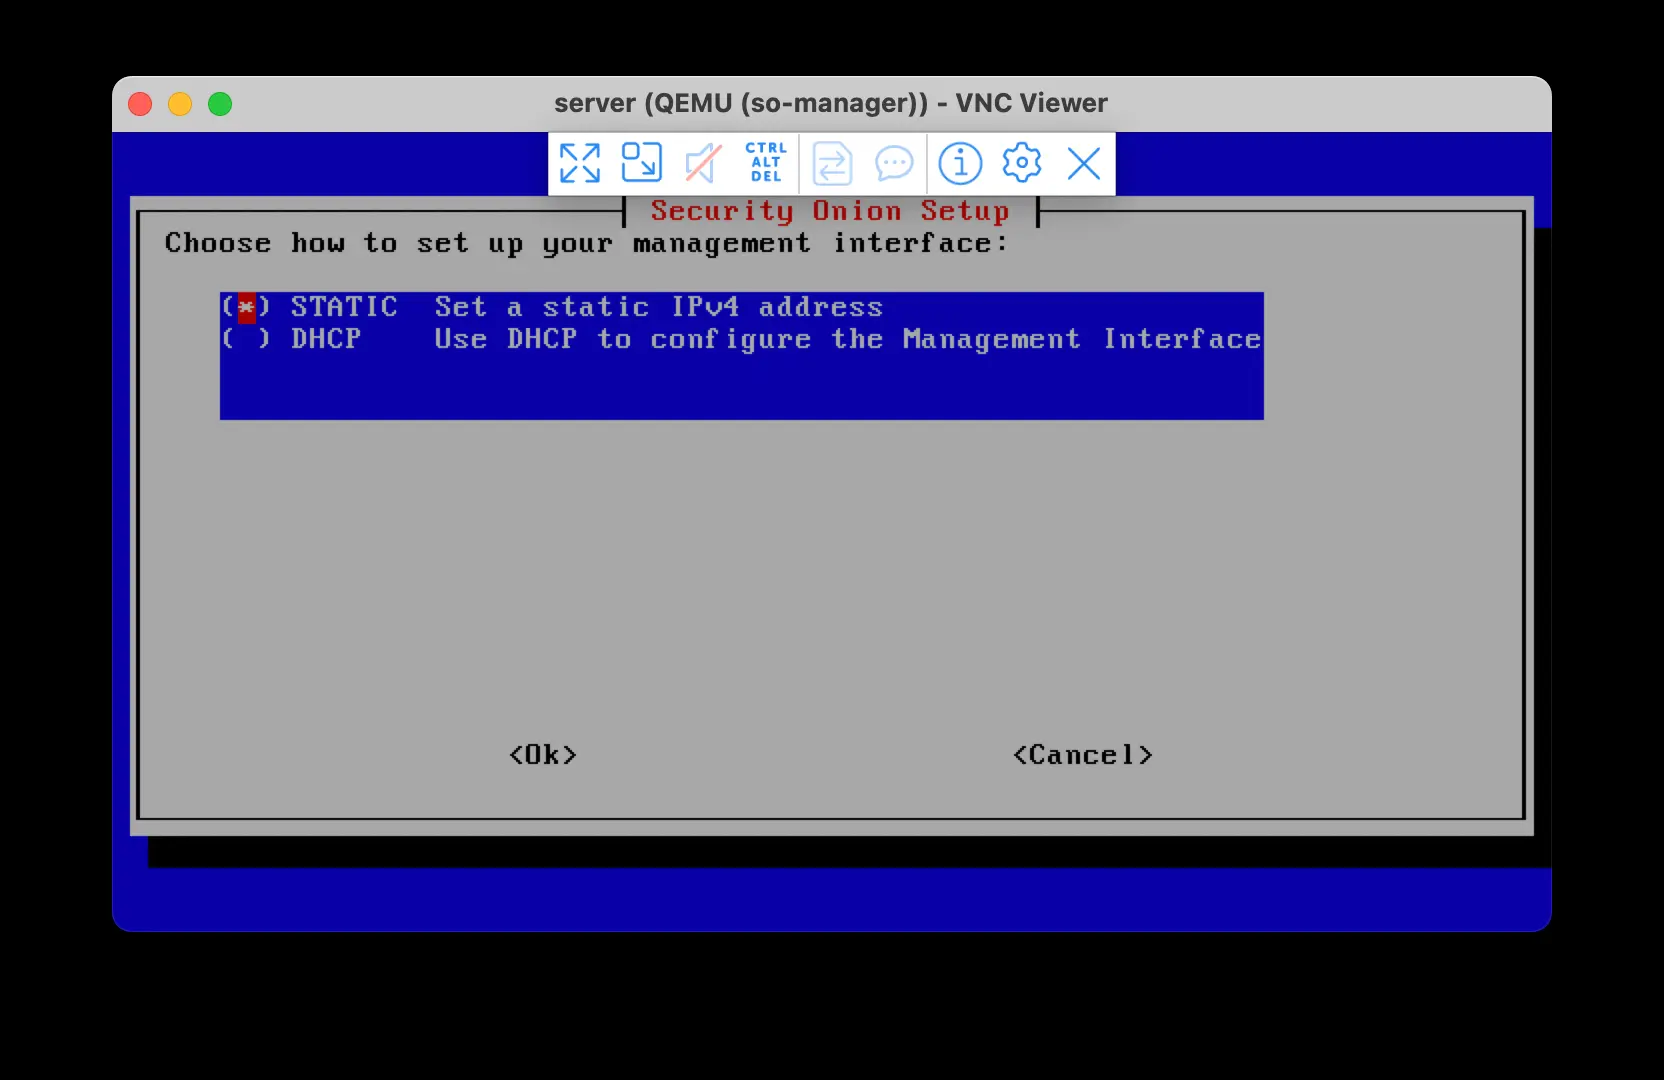 server (QEMU (so-manager)) - VNC Viewer
CTRL
ALT
DEL
Security Onion Setup
Choose how to set up your management interface:
(*) STATIC  Set a static IPv4 address
( ) DHCP    Use DHCP to configure the Management Interface
<Ok> <Cancel>